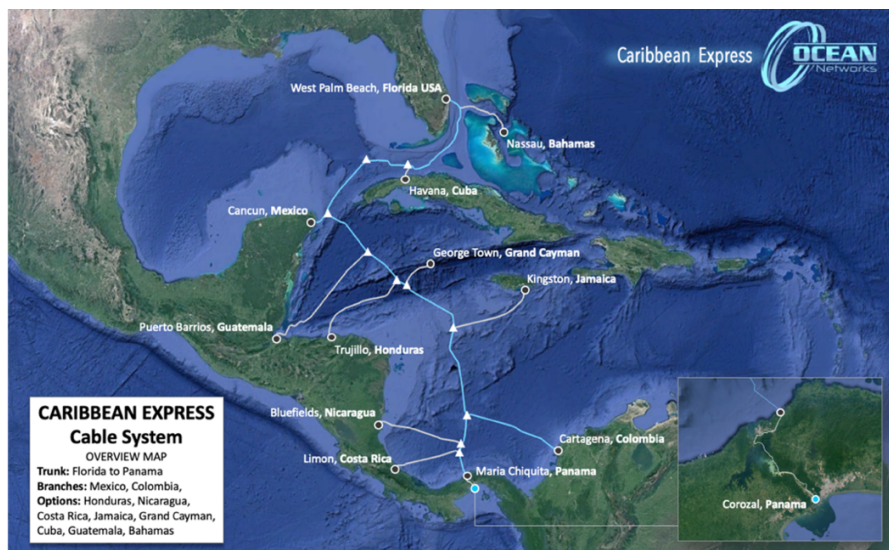 Caribbean Express
OCEAN
Networks
West Palm Beach, Florida USA
Nassau, Bahamas
Havana, Cuba
Cancun, Mexico
George Town, Grand Cayman
Kingston, Jamaica
Puerto Barrios, Guatemala
Trujillo, Honduras
Bluefields, Nicaragua
Cartagena, Colombia
Limon, Costa Rica
Maria Chiquita, Panama
Corozal, Panama
CARIBBEAN EXPRESS
Cable System
OVERVIEW MAP
Trunk: Florida to Panama
Branches: Mexico, Colombia,
Options: Honduras, Nicaragua,
Costa Rica, Jamaica, Grand Cayman,
Cuba, Guatemala, Bahamas